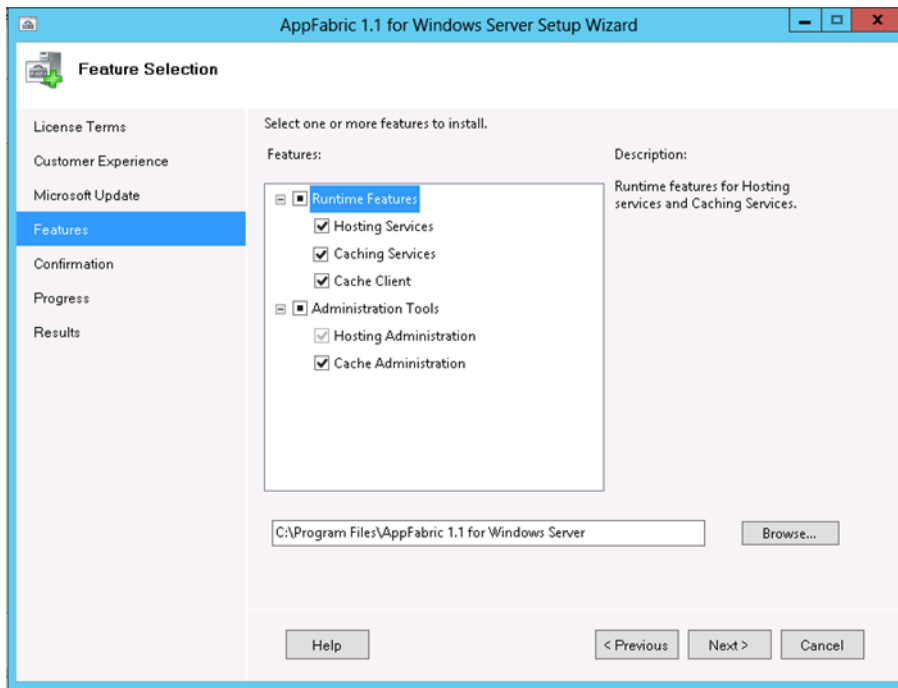 AppFabric 1.1 for Windows Server Setup Wizard
Feature Selection
License Terms
Customer Experience
Microsoft Update
Features
Confirmation
Progress
Results
Select one or more features to install.
Features:
Runtime Features
Hosting Services
Caching Services
Cache Client
Administration Tools
Hosting Administration
Cache Administration
Description:
Runtime features for Hosting
services and Caching Services.
C:\Program Files\AppFabric 1.1 for Windows Server
Browse...
Help
< Previous
Next >
Cancel